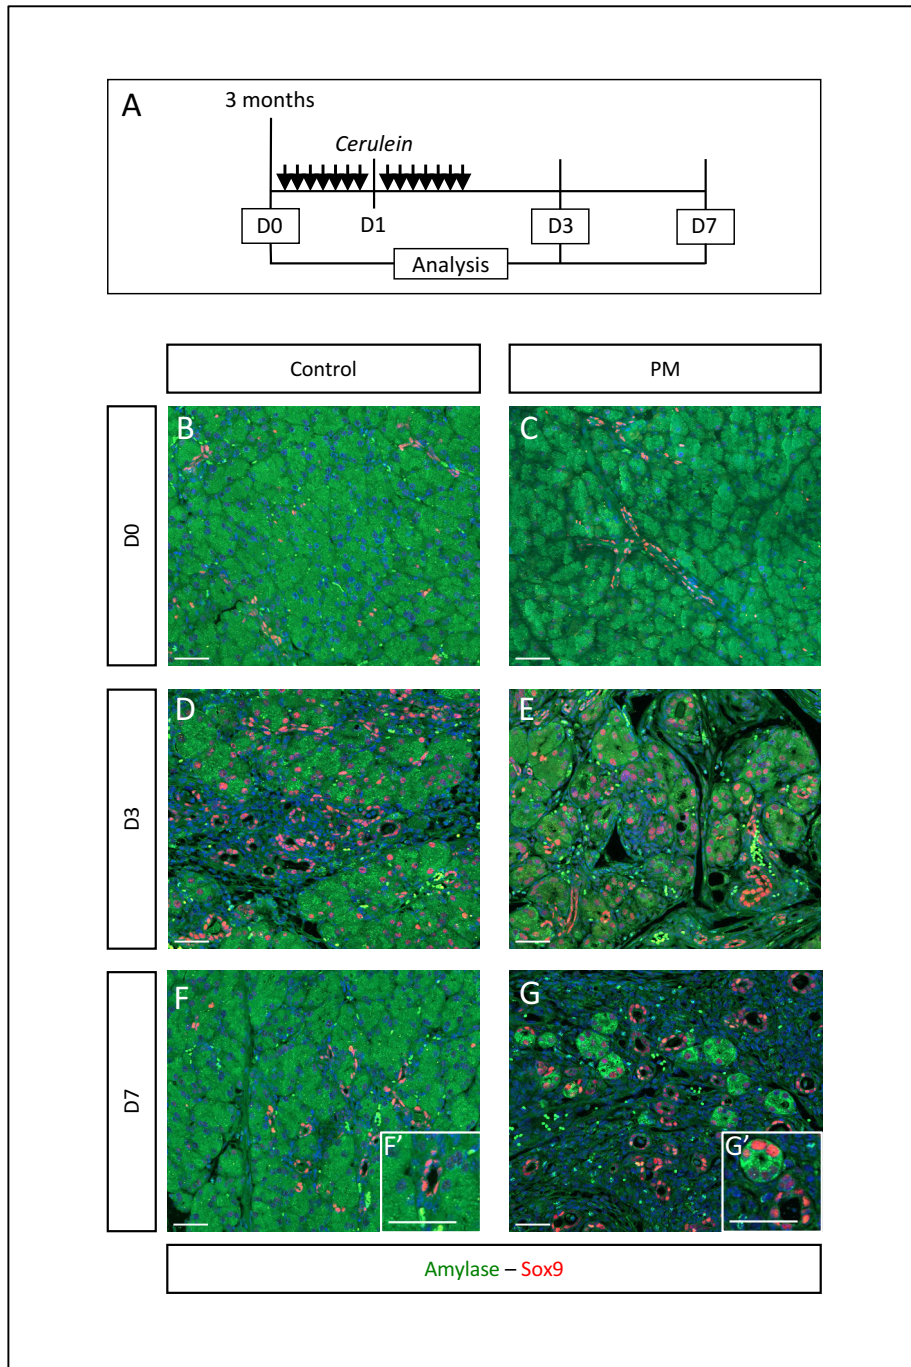 A
3 months
Cerulein
D0
D1
D3
D7
Analysis
Control
PM
D0
B
C
D3
D
E
D7
F
G
F'
G'
Amylase – Sox9